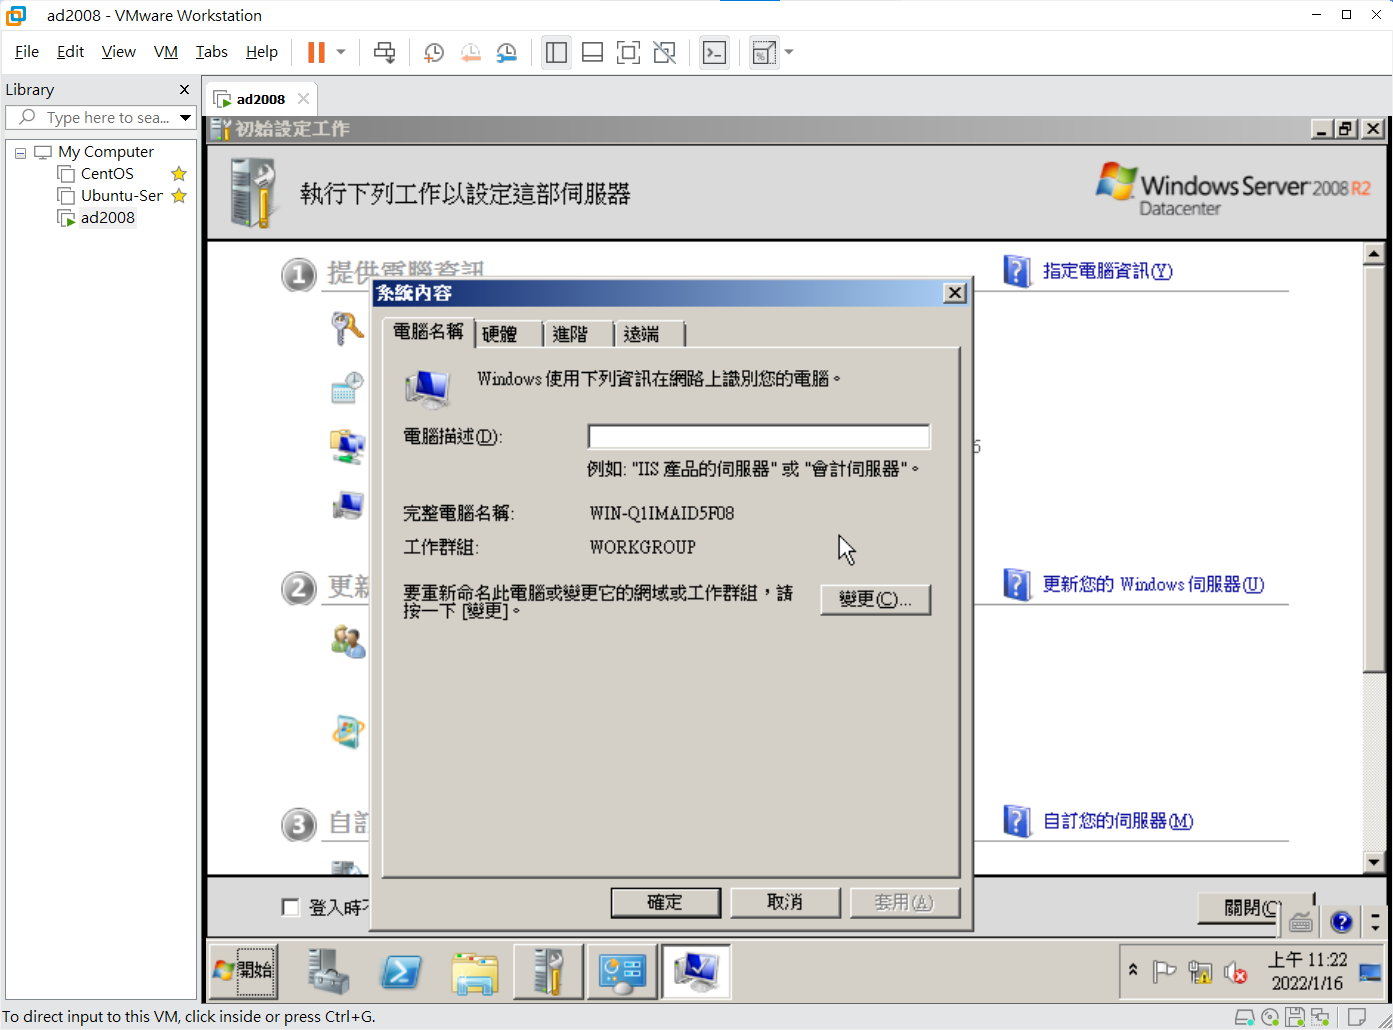 ad2008 - VMware Workstation
File Edit View VM Tabs Help
Library
Type here to sea...
My Computer
CentOS
Ubuntu-Ser
ad2008
ad2008
初始設定工作
執行下列工作以設定這部伺服器
Windows Server 2008 R2
Datacenter
1 提供電腦資訊
指定電腦資訊(Y)
系統內容
電腦名稱 硬體 進階 遠端
Windows 使用下列資訊在網路上識別您的電腦。
電腦描述(D):
例如: "IIS 產品的伺服器" 或 "會計伺服器"。
完整電腦名稱: WIN-Q1IMAID5F08
工作群組: WORKGROUP
要重新命名此電腦或變更它的網域或工作群組，請
按一下 [變更]。
變更(C)...
2 更新
更新您的 Windows 伺服器(U)
3 自訂
自訂您的伺服器(M)
確定 取消 套用(A)
登入時不
關閉(C)
開始
上午 11:22
2022/1/16
To direct input to this VM, click inside or press Ctrl+G.